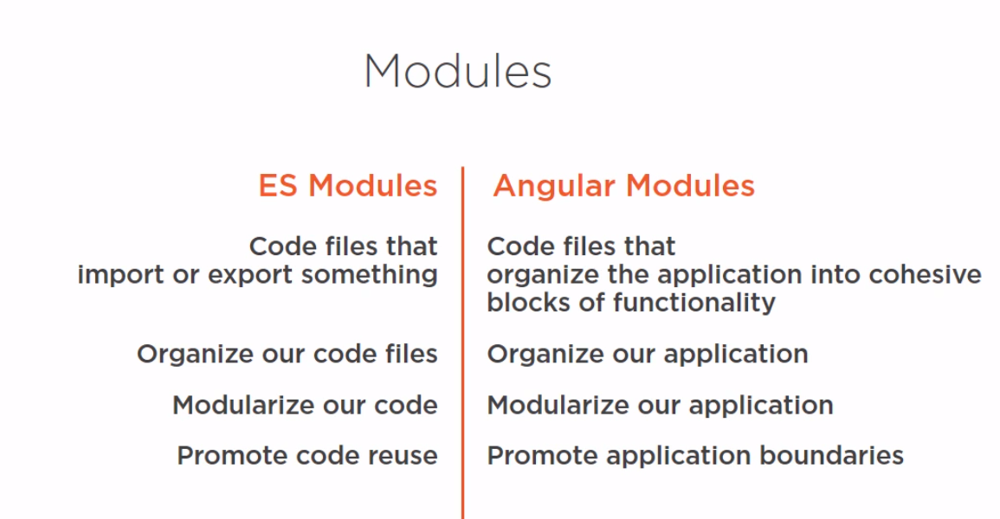 Modules
ES Modules
Code files that
import or export something
Organize our code files
Modularize our code
Promote code reuse
Angular Modules
Code files that
organize the application into cohesive
blocks of functionality
Organize our application
Modularize our application
Promote application boundaries